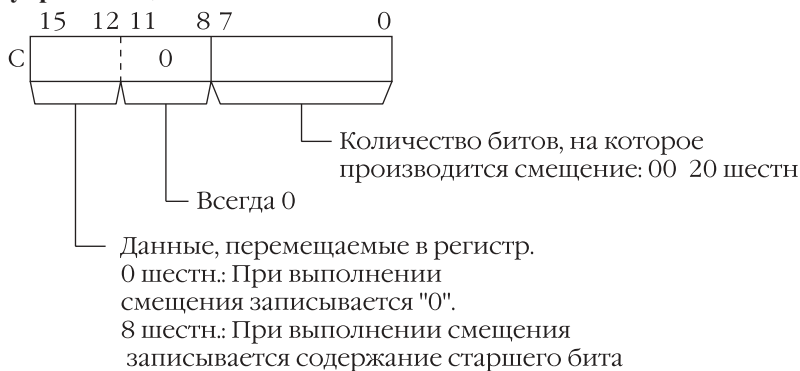 15 12 11 8 7 0
C 0
Количество битов, на которое
производится смещение: 00 20 шестн
Всегда 0
Данные, перемещаемые в регистр.
0 шестн.: При выполнении
смещения записывается "0".
8 шестн.: При выполнении смещения
записывается содержание старшего бита